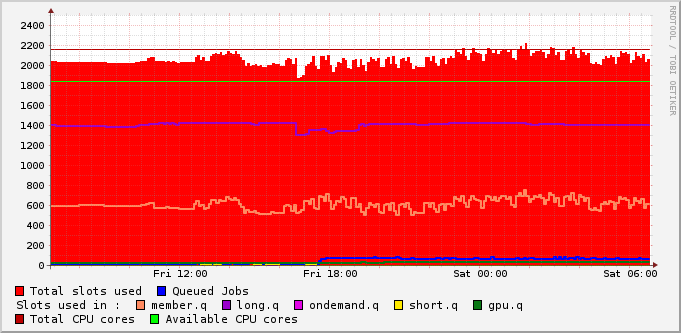 2400
2200
2000
1800
1600
1400
1200
1000
800
600
400
200
0
Fri 12:00 Fri 18:00 Sat 00:00 Sat 06:00
Total slots used Queued Jobs
Slots used in : member.q long.q ondemand.q short.q gpu.q
Total CPU cores Available CPU cores
RRDTOOL / TOBI OETIKER